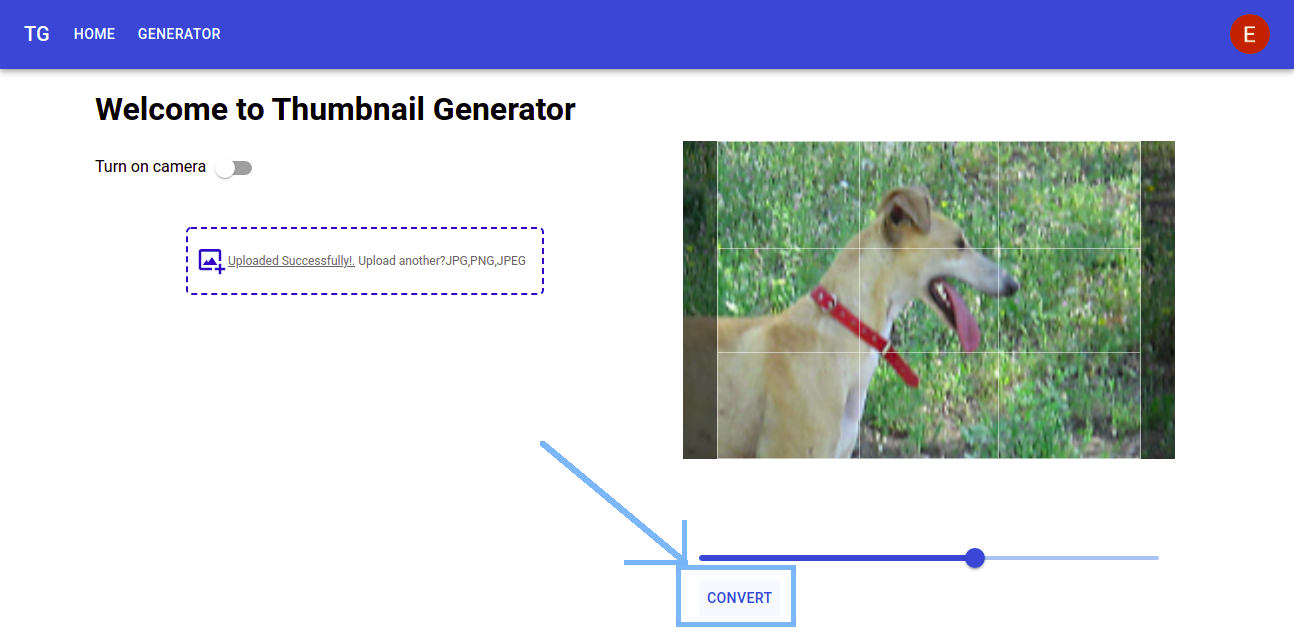 TG HOME GENERATOR E
Welcome to Thumbnail Generator
Turn on camera
Uploaded Successfully!. Upload another?JPG,PNG,JPEG
CONVERT